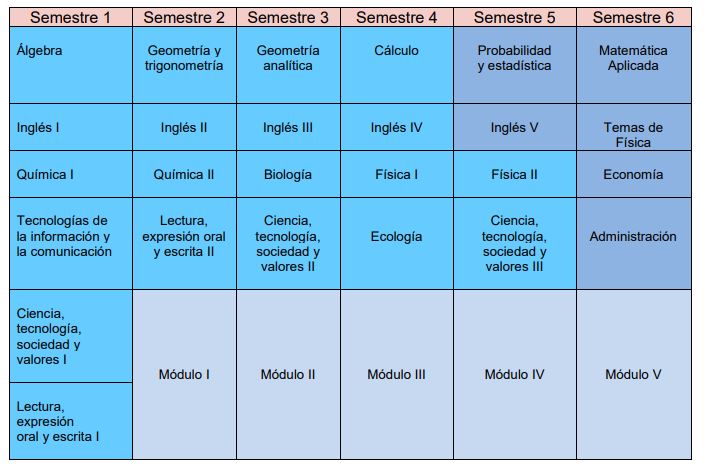 Semestre 1 Semestre 2 Semestre 3 Semestre 4 Semestre 5 Semestre 6
Álgebra
Geometría y
trigonometría
Geometría
analítica
Cálculo
Probabilidad
y estadística
Matemática
Aplicada
Inglés I
Inglés II
Inglés III
Inglés IV
Inglés V
Temas de
Física
Química I
Química II
Biología
Física I
Física II
Economía
Tecnologías de
la información y
la comunicación
Lectura,
expresión oral
y escrita II
Ciencia,
tecnología,
sociedad y
valores II
Ecología
Ciencia,
tecnología,
sociedad y
valores III
Administración
Ciencia,
tecnología,
sociedad y
valores I
Lectura,
expresión
oral y escrita I
Módulo I
Módulo II
Módulo III
Módulo IV
Módulo V